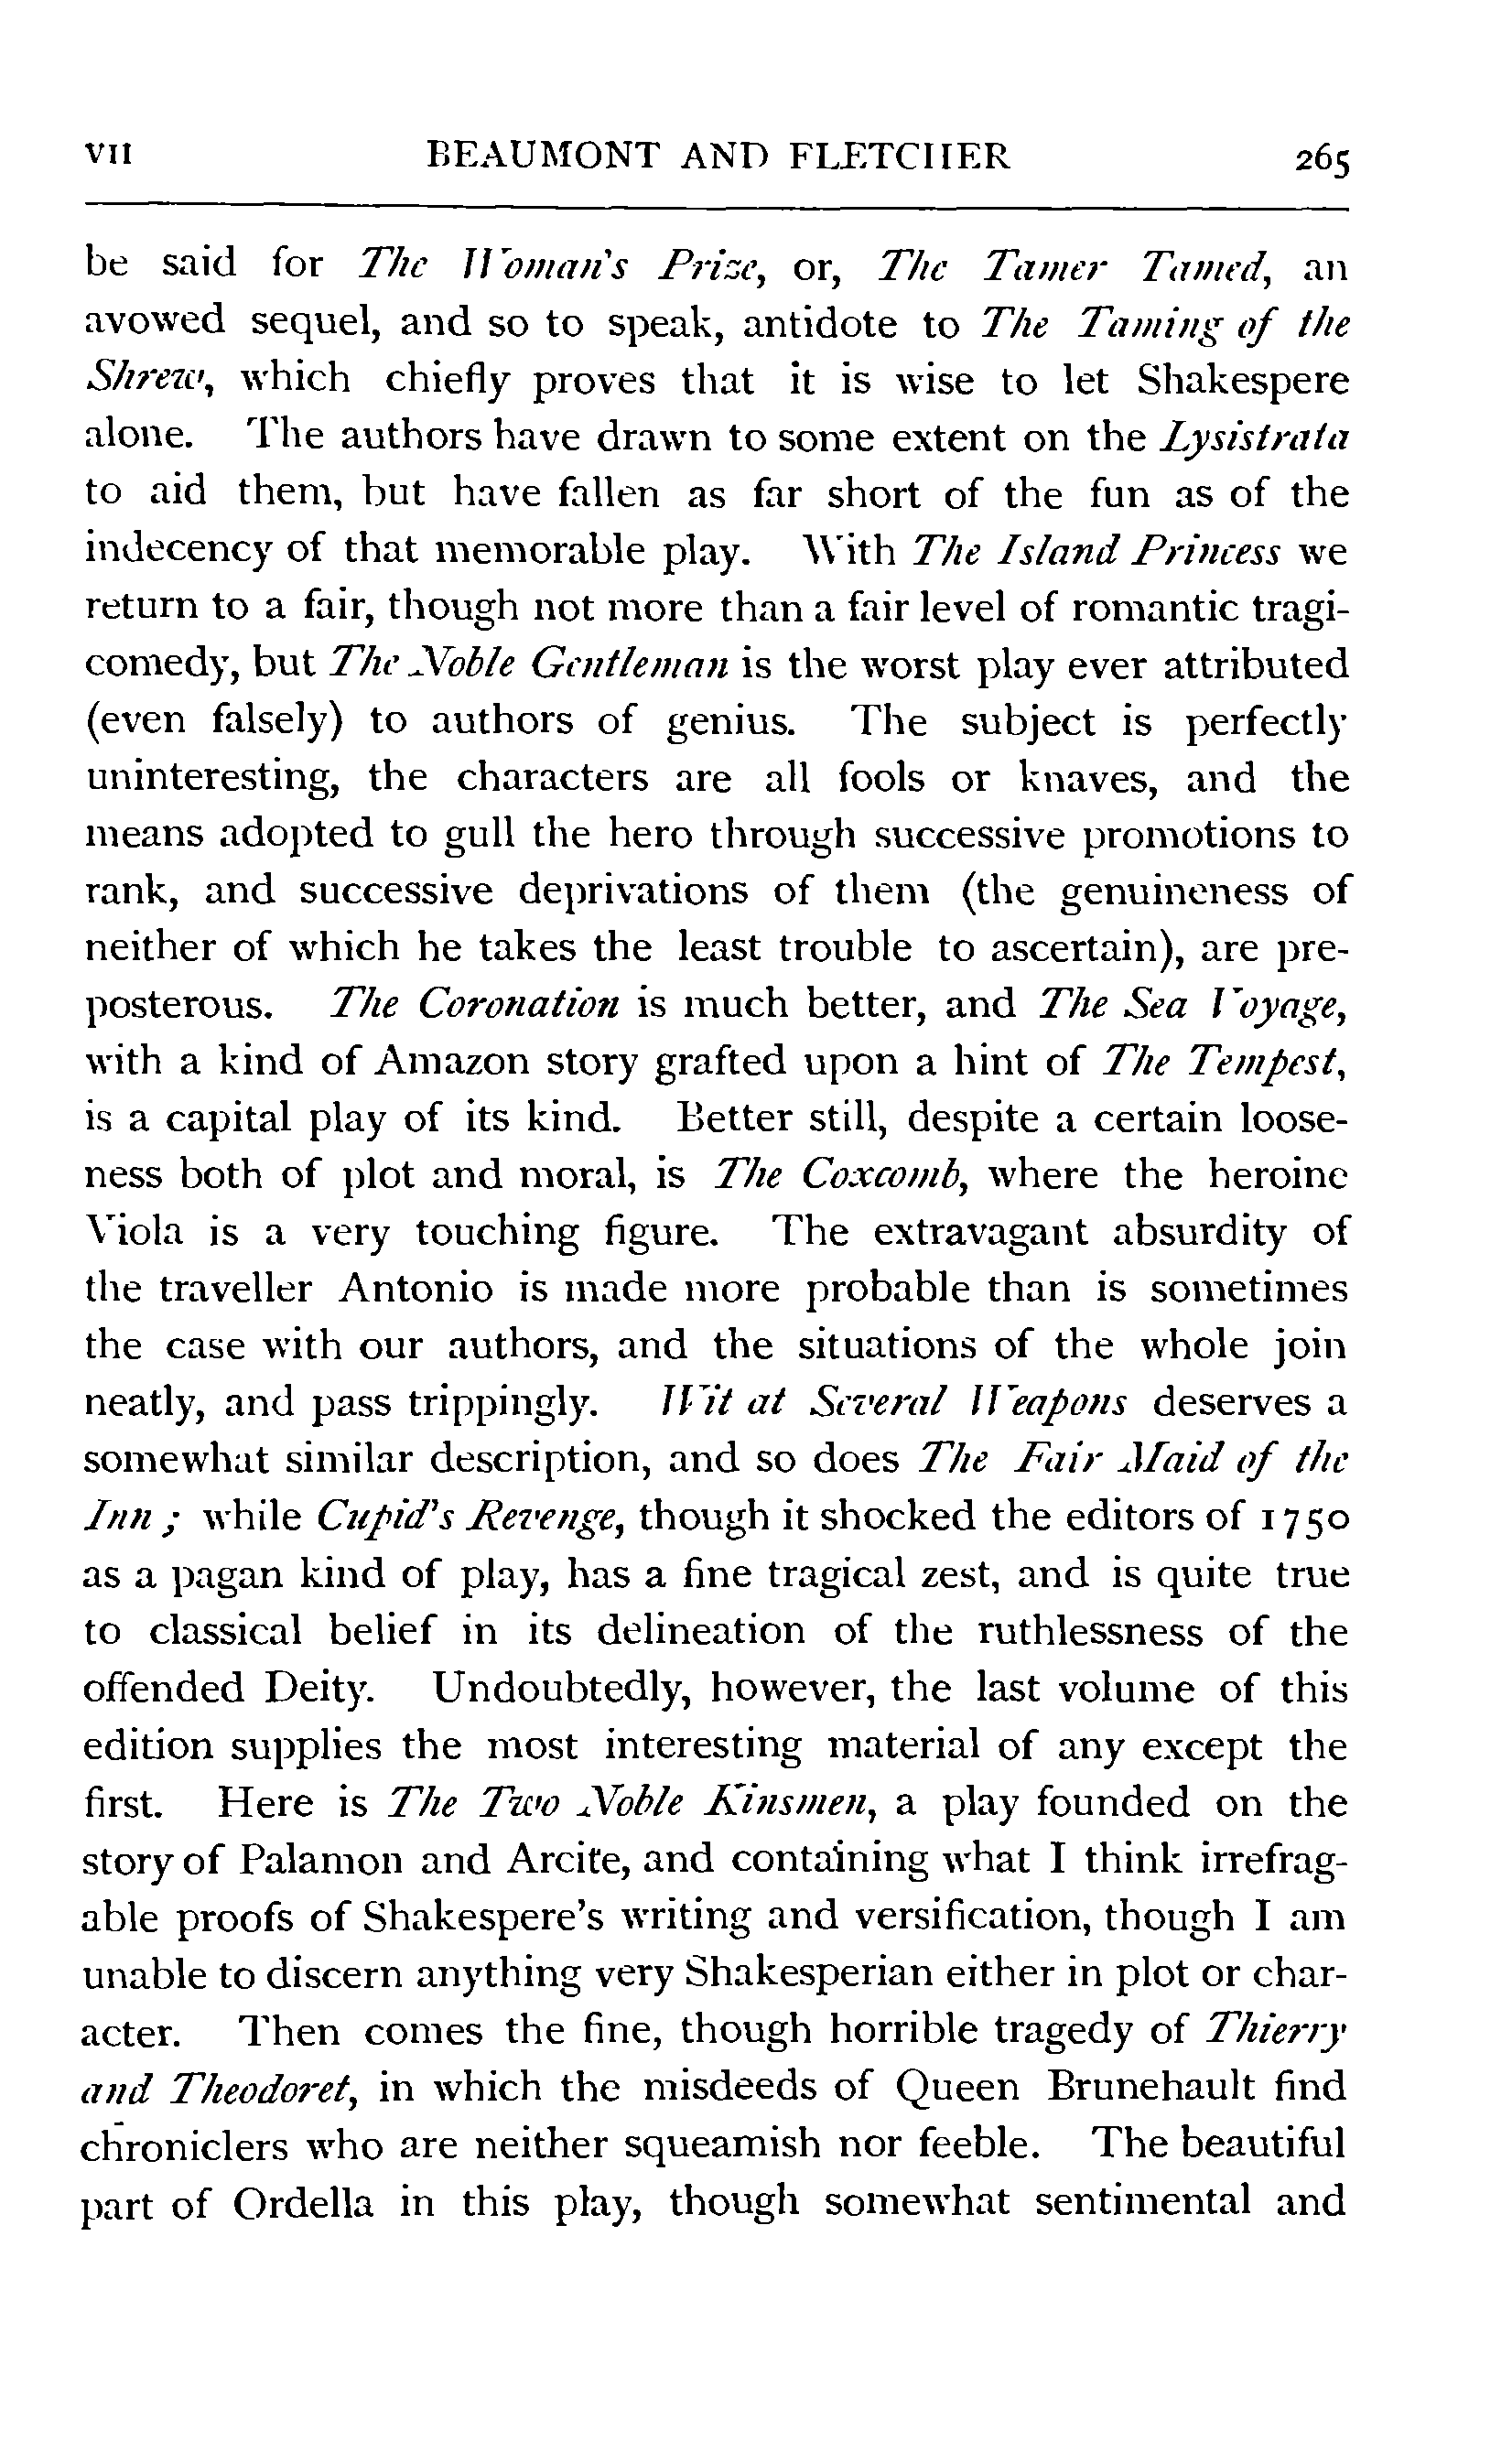 VII BEAUMONT AND FLETCHER 265
be said for The Woman's Prize, or, The Tamer Tamed, an
avowed sequel, and so to speak, antidote to The Taming of the
Shrew, which chiefly proves that it is wise to let Shakespere
alone. The authors have drawn to some extent on the Lysistrata
to aid them, but have fallen as far short of the fun as of the
indecency of that memorable play. With The Island Princess we
return to a fair, though not more than a fair level of romantic tragi-
comedy, but The Noble Gentleman is the worst play ever attributed
(even falsely) to authors of genius. The subject is perfectly
uninteresting, the characters are all fools or knaves, and the
means adopted to gull the hero through successive promotions to
rank, and successive deprivations of them (the genuineness of
neither of which he takes the least trouble to ascertain), are pre-
posterous. The Coronation is much better, and The Sea Voyage,
with a kind of Amazon story grafted upon a hint of The Tempest,
is a capital play of its kind. Better still, despite a certain loose-
ness both of plot and moral, is The Coxcomb, where the heroine
Viola is a very touching figure. The extravagant absurdity of
the traveller Antonio is made more probable than is sometimes
the case with our authors, and the situations of the whole join
neatly, and pass trippingly. Wit at Several Weapons deserves a
somewhat similar description, and so does The Fair Maid of the
Inn ; while Cupid's Revenge, though it shocked the editors of 1750
as a pagan kind of play, has a fine tragical zest, and is quite true
to classical belief in its delineation of the ruthlessness of the
offended Deity. Undoubtedly, however, the last volume of this
edition supplies the most interesting material of any except the
first. Here is The Two Noble Kinsmen, a play founded on the
story of Palamon and Arcite, and containing what I think irrefrag-
able proofs of Shakespere's writing and versification, though I am
unable to discern anything very Shakesperian either in plot or char-
acter. Then comes the fine, though horrible tragedy of Thierry
and Theodoret, in which the misdeeds of Queen Brunehault find
chroniclers who are neither squeamish nor feeble. The beautiful
part of Ordella in this play, though somewhat sentimental and